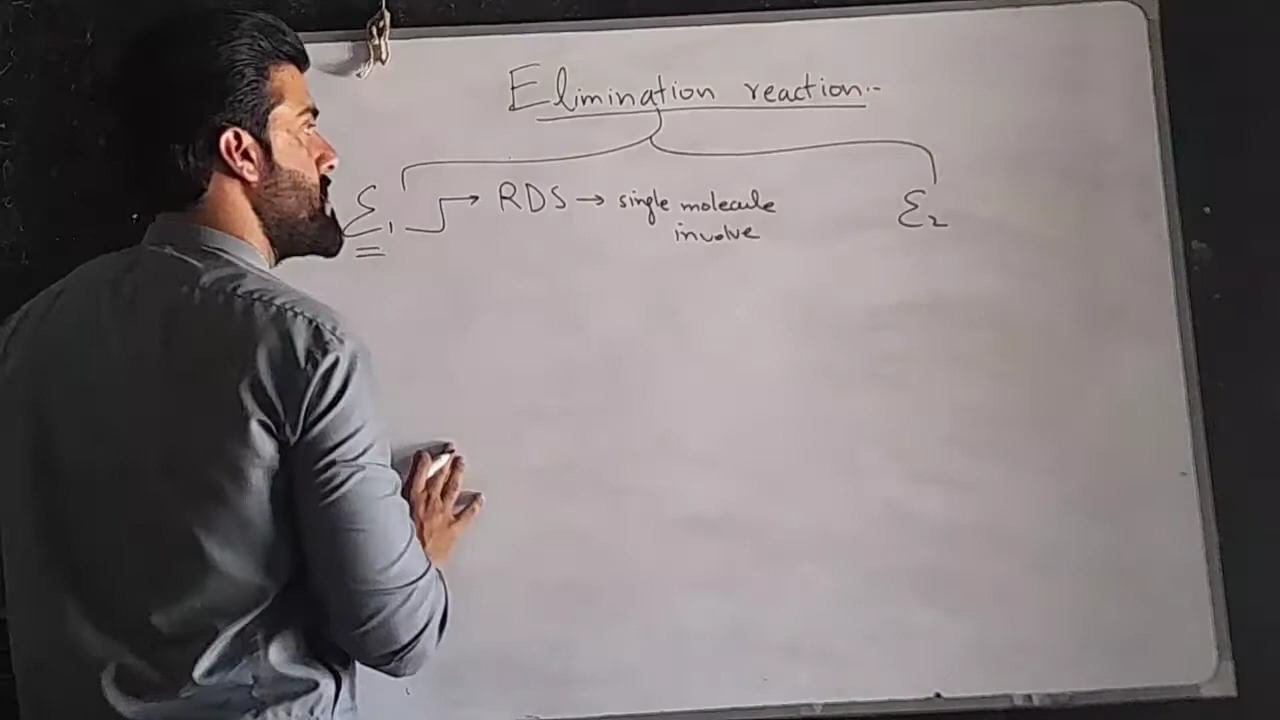 Elimination reaction..
E1 → RDS → single molecule
involve
E2